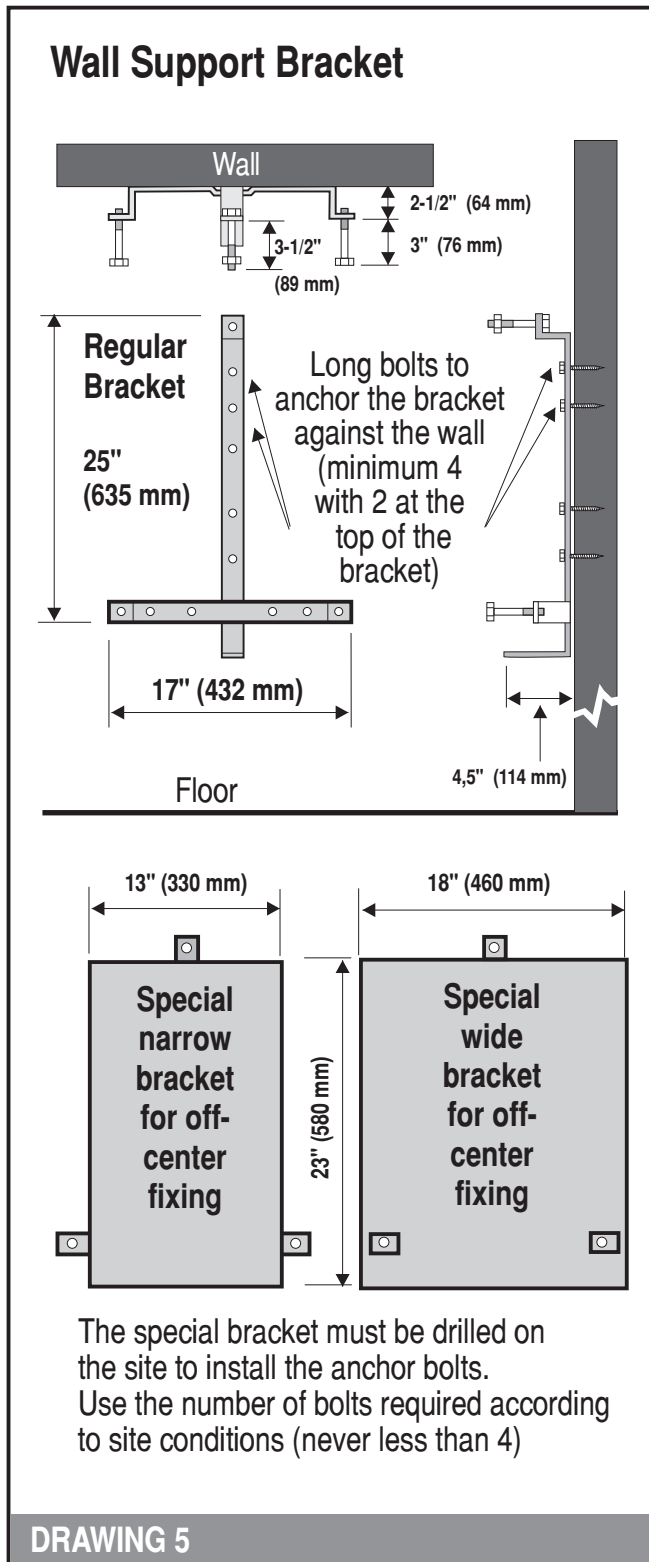 Wall Support Bracket
Wall
2-1/2" (64 mm)
3-1/2"
(89 mm)
3" (76 mm)
Regular
Bracket
25"
(635 mm)
Long bolts to
anchor the bracket
against the wall
(minimum 4
with 2 at the
top of the
bracket)
17" (432 mm)
4,5" (114 mm)
Floor
13" (330 mm)
18" (460 mm)
Special
narrow
bracket
for off-
center
fixing
23" (580 mm)
Special
wide
bracket
for off-
center
fixing
The special bracket must be drilled on
the site to install the anchor bolts.
Use the number of bolts required according
to site conditions (never less than 4)
DRAWING 5